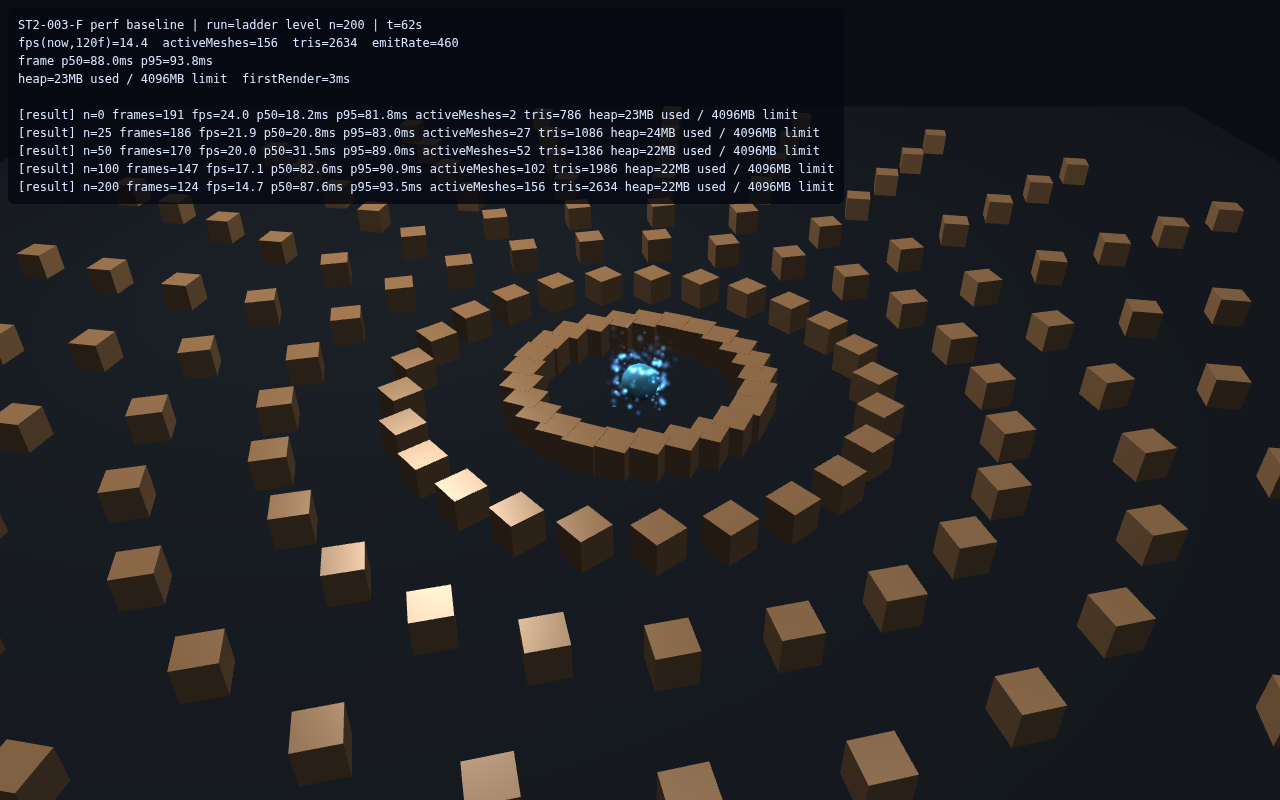 ST2-003-F perf baseline | run=ladder level n=200 | t=62s
fps(now,120f)=14.4  activeMeshes=156  tris=2634  emitRate=460
frame p50=88.0ms p95=93.8ms
heap=23MB used / 4096MB limit  firstRender=3ms
[result] n=0 frames=191 fps=24.0 p50=18.2ms p95=81.8ms activeMeshes=2 tris=786 heap=23MB used / 4096MB limit
[result] n=25 frames=186 fps=21.9 p50=20.8ms p95=83.0ms activeMeshes=27 tris=1086 heap=24MB used / 4096MB limit
[result] n=50 frames=170 fps=20.0 p50=31.5ms p95=89.0ms activeMeshes=52 tris=1386 heap=22MB used / 4096MB limit
[result] n=100 frames=147 fps=17.1 p50=82.6ms p95=90.9ms activeMeshes=102 tris=1986 heap=22MB used / 4096MB limit
[result] n=200 frames=124 fps=14.7 p50=87.6ms p95=93.5ms activeMeshes=156 tris=2634 heap=22MB used / 4096MB limit